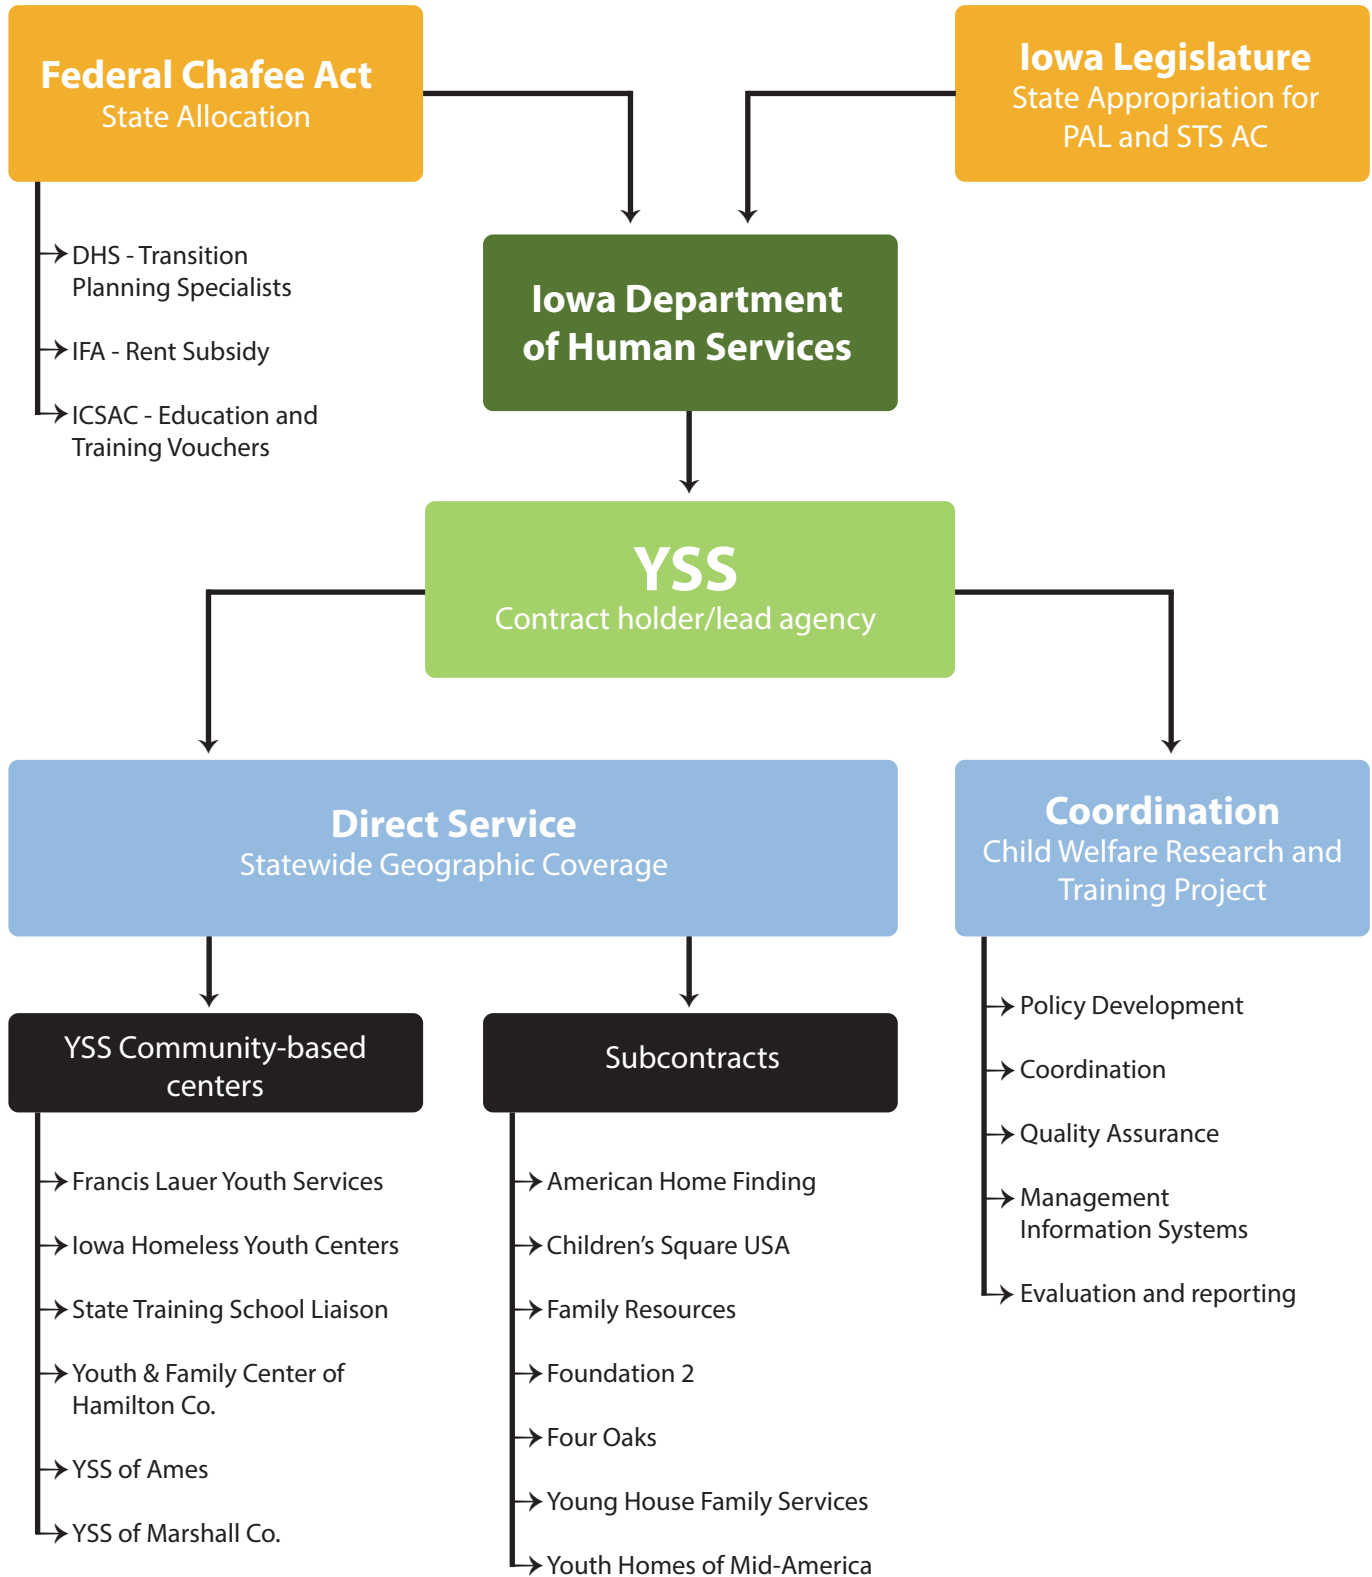 Federal Chafee Act
State Allocation
Iowa Legislature
State Appropriation for
PAL and STS AC
DHS - Transition
Planning Specialists
IFA - Rent Subsidy
ICSAC - Education and
Training Vouchers
Iowa Department
of Human Services
YSS
Contract holder/lead agency
Direct Service
Statewide Geographic Coverage
Coordination
Child Welfare Research and
Training Project
YSS Community-based
centers
Francis Lauer Youth Services
Iowa Homeless Youth Centers
State Training School Liaison
Youth & Family Center of
Hamilton Co.
YSS of Ames
YSS of Marshall Co.
Subcontracts
American Home Finding
Children’s Square USA
Family Resources
Foundation 2
Four Oaks
Young House Family Services
Youth Homes of Mid-America
Policy Development
Coordination
Quality Assurance
Management
Information Systems
Evaluation and reporting